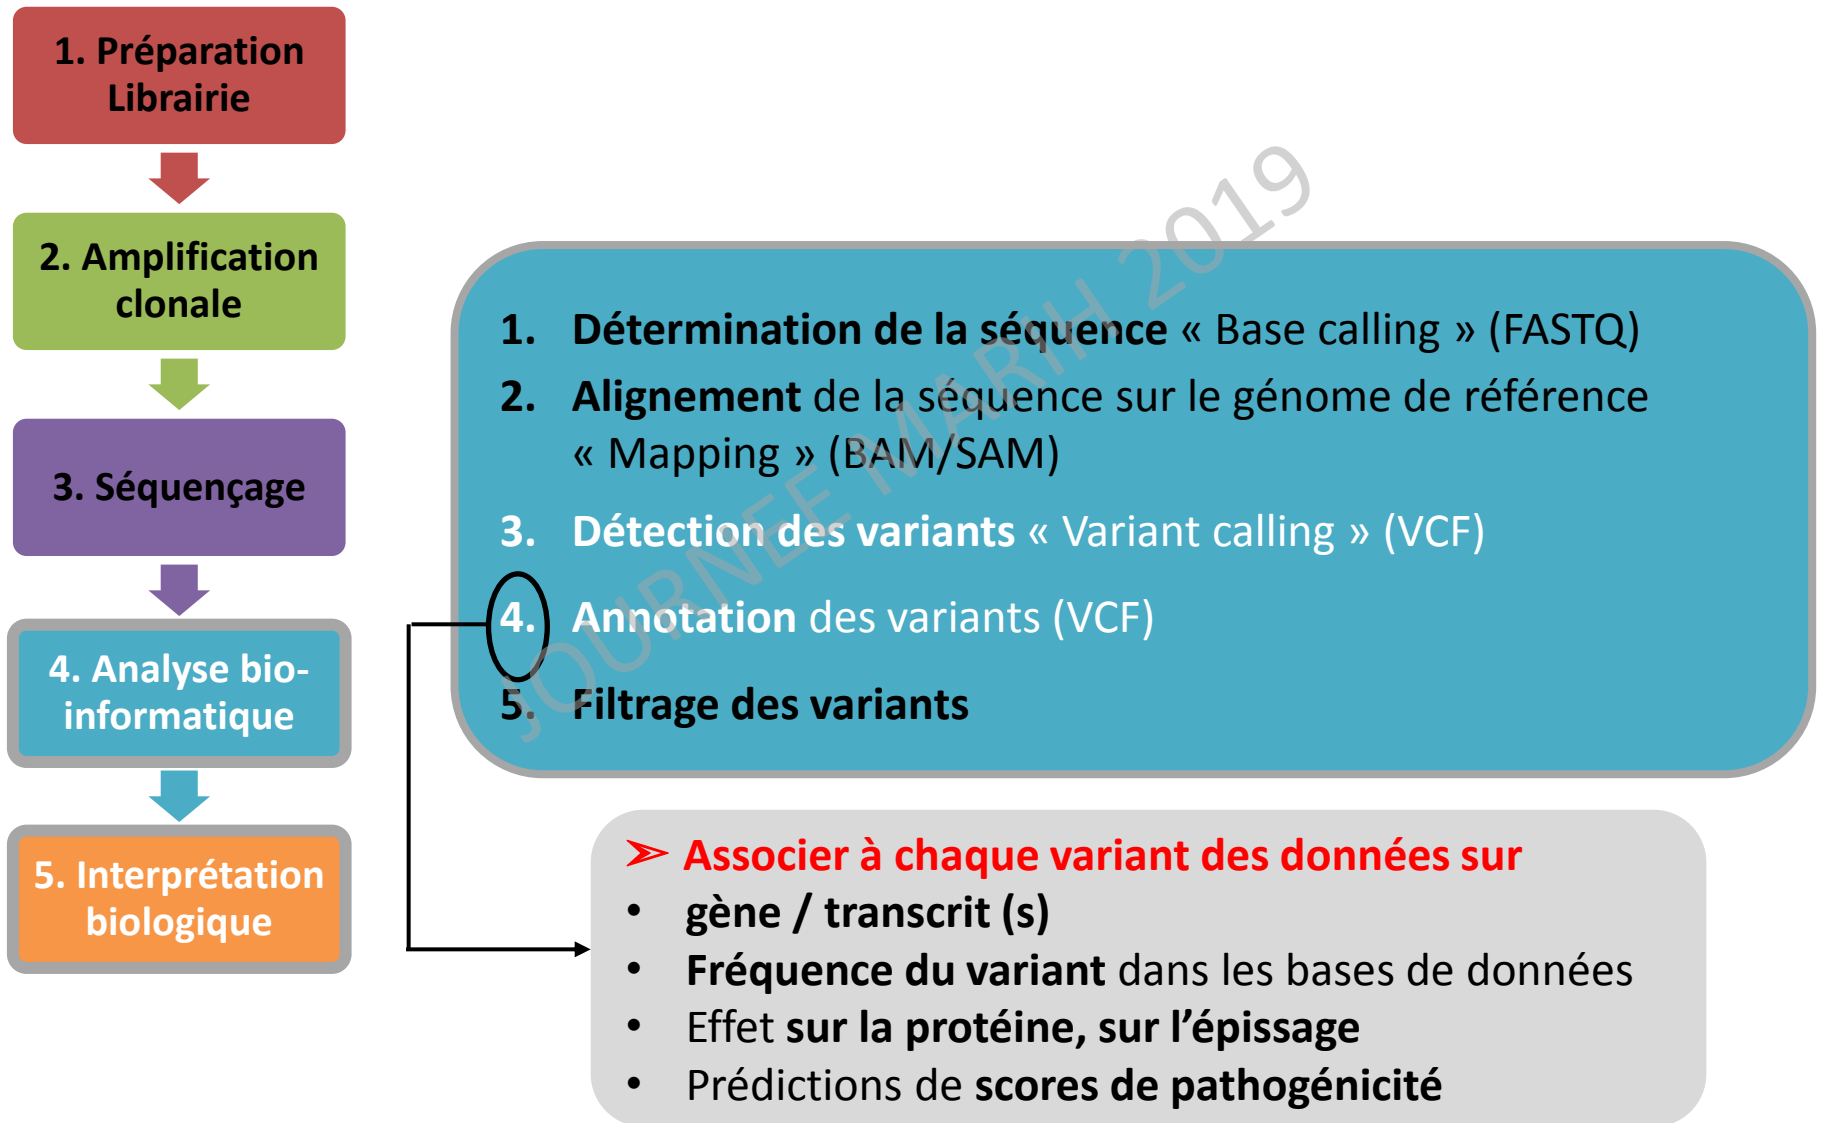 1. Préparation
Librairie
2. Amplification
clonale
3. Séquençage
4. Analyse bio-
informatique
5. Interprétation
biologique
1. Détermination de la séquence « Base calling » (FASTQ)
2. Alignement de la séquence sur le génome de référence
« Mapping » (BAM/SAM)
3. Détection des variants « Variant calling » (VCF)
4. Annotation des variants (VCF)
5. Filtrage des variants
➢ Associer à chaque variant des données sur
• gène / transcrit (s)
• Fréquence du variant dans les bases de données
• Effet sur la protéine, sur l’épissage
• Prédictions de scores de pathogénicité
JOURNEE MARIH 2019